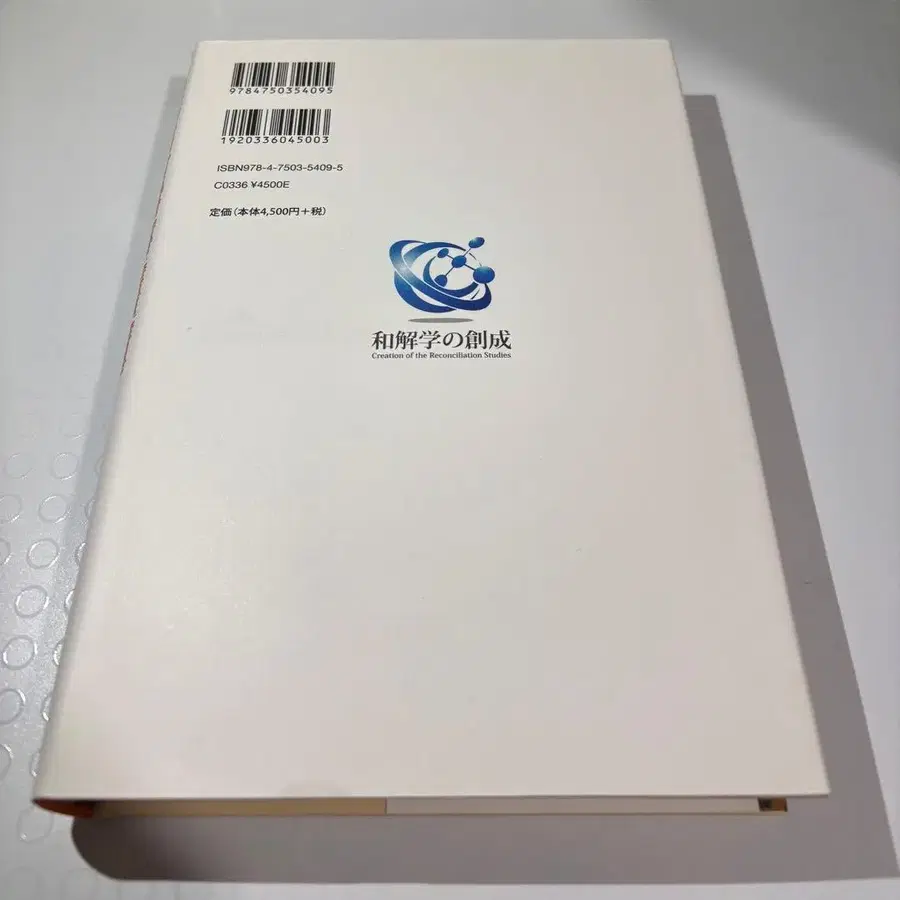 9784750354095
1920336045003
ISBN978-4-7503-5409-5
C0336 ¥4500E
定価(本体4,500円+税)
和解学の創成
Creation of the Reconciliation Studies